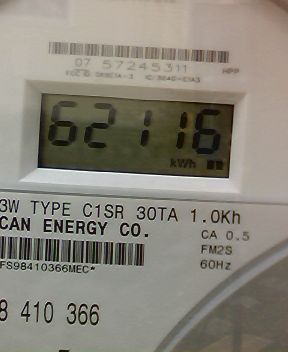 07 57245311
HPP
62116
kWh
3W TYPE C1SR 30TA 1.0Kh
CAN ENERGY CO.
CA 0.5
FM2S
60Hz
FS98410366MEC*
8 410 366